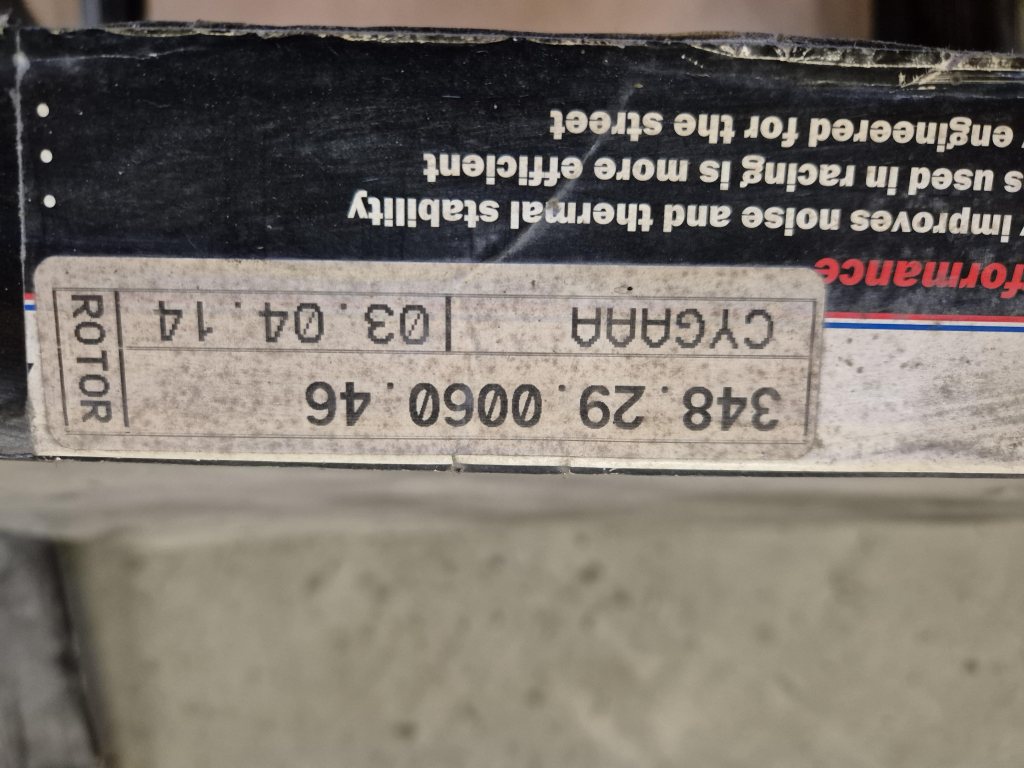 348.29.0060.46
CYGAAA 03.04.14
ROTOR
formance
improves noise and thermal stability
s used in racing is more efficient
engineered for the street